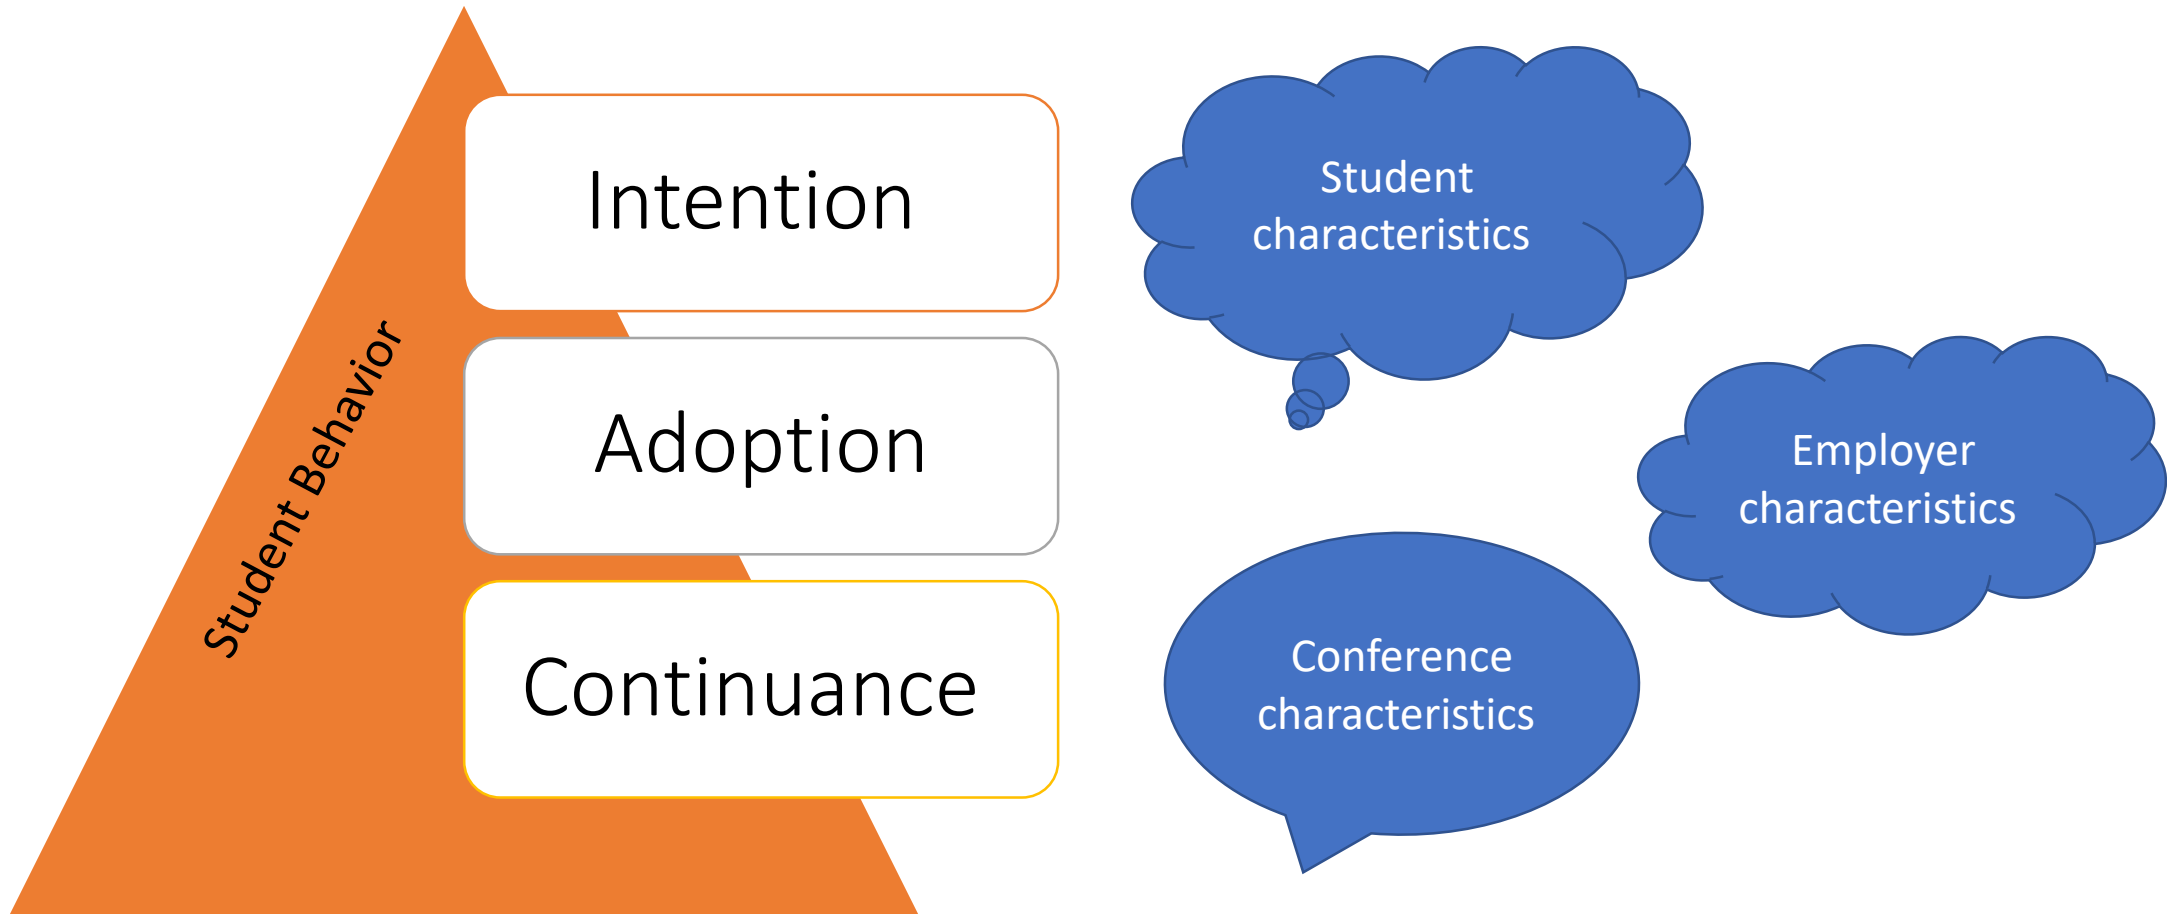 Student Behavior
Intention
Adoption
Continuance
Student
characteristics
Employer
characteristics
Conference
characteristics